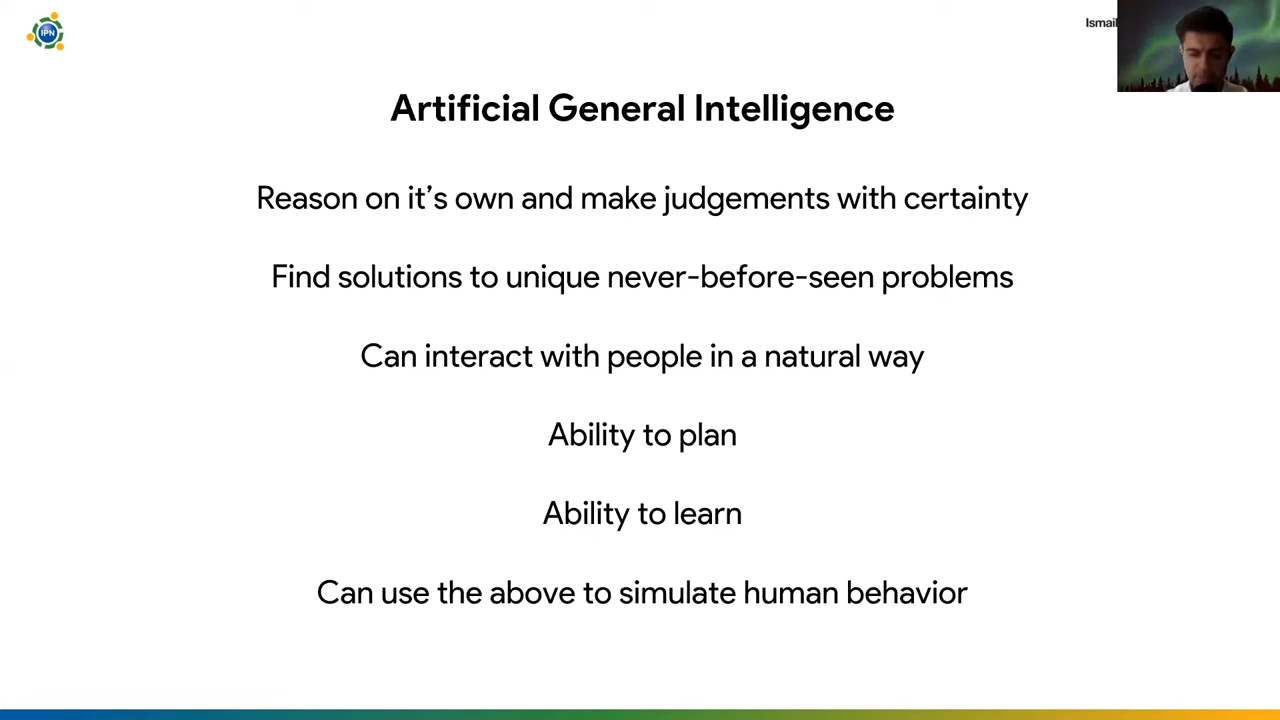 IPN
Ismail
Artificial General Intelligence
Reason on it’s own and make judgements with certainty
Find solutions to unique never-before-seen problems
Can interact with people in a natural way
Ability to plan
Ability to learn
Can use the above to simulate human behavior